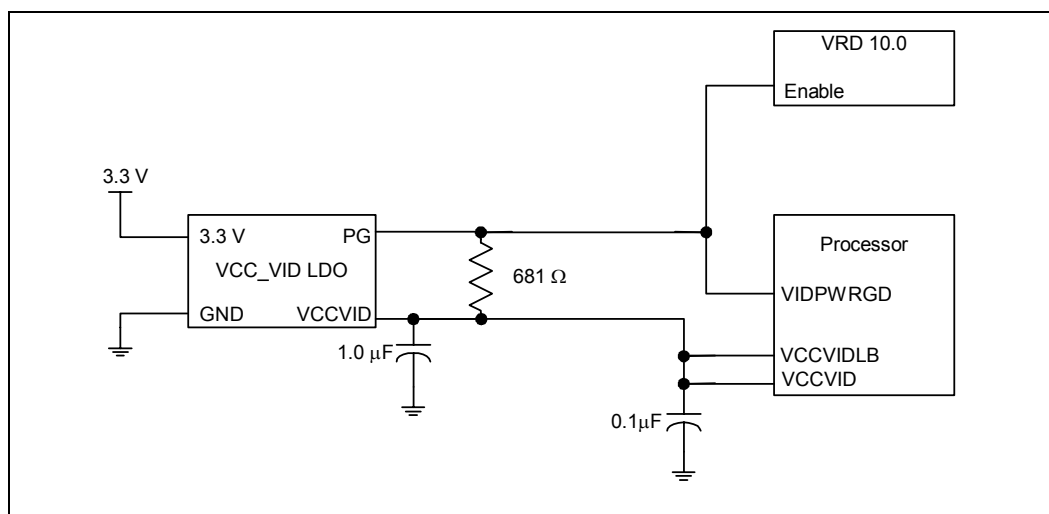 VRD 10.0
Enable
3.3 V
3.3 V
PG
VCC_VID LDO
GND
VCCVID
681 Ω
1.0 µF
Processor
VIDPWRGD
VCCVIDLB
VCCVID
0.1µF